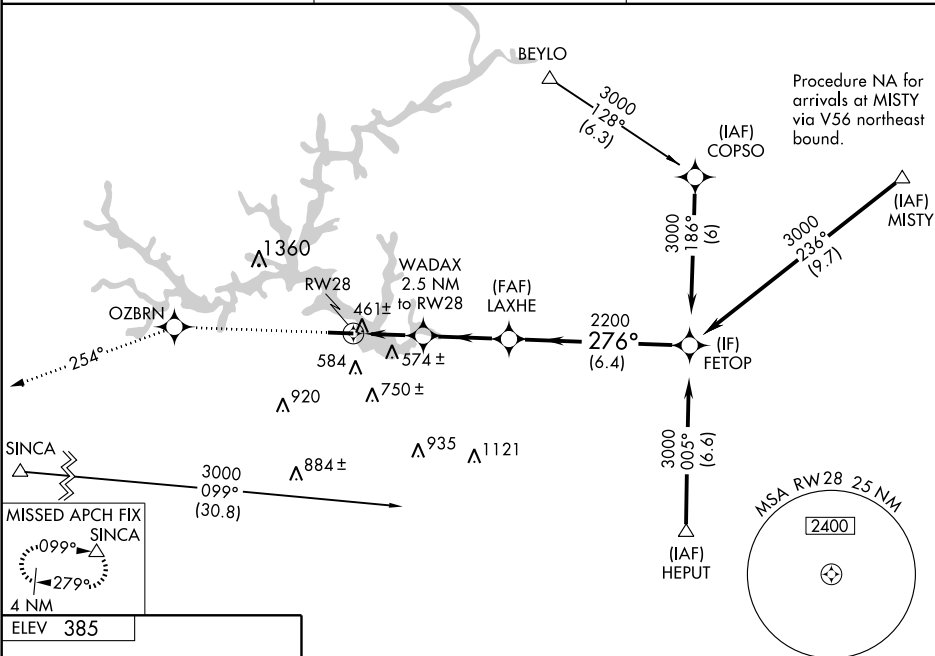 BEYLO
3000
128°
(6.3)
(IAF)
COPSO
Procedure NA for
arrivals at MISTY
via V56 northeast
bound.
(IAF)
MISTY
3000
186°
(6)
3000
236°
(9.7)
1360
RW28
WADAX
2.5 NM
to RW28
(FAF)
LAXHE
461±
OZBRN
2200
276°
(6.4)
(IF)
FETOP
254°
584
574 ±
920
750 ±
SINCA
3000
099°
(30.8)
884 ±
935
1121
3000
005°
(6.6)
(IAF)
HEPUT
MISSED APCH FIX
SINCA
099°
279°
4 NM
ELEV 385
MSA RW28 25 NM
2400